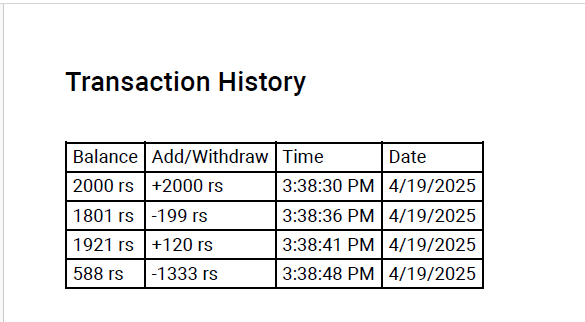 Transaction History
Balance Add/Withdraw Time Date
2000 rs +2000 rs 3:38:30 PM 4/19/2025
1801 rs -199 rs 3:38:36 PM 4/19/2025
1921 rs +120 rs 3:38:41 PM 4/19/2025
588 rs -1333 rs 3:38:48 PM 4/19/2025